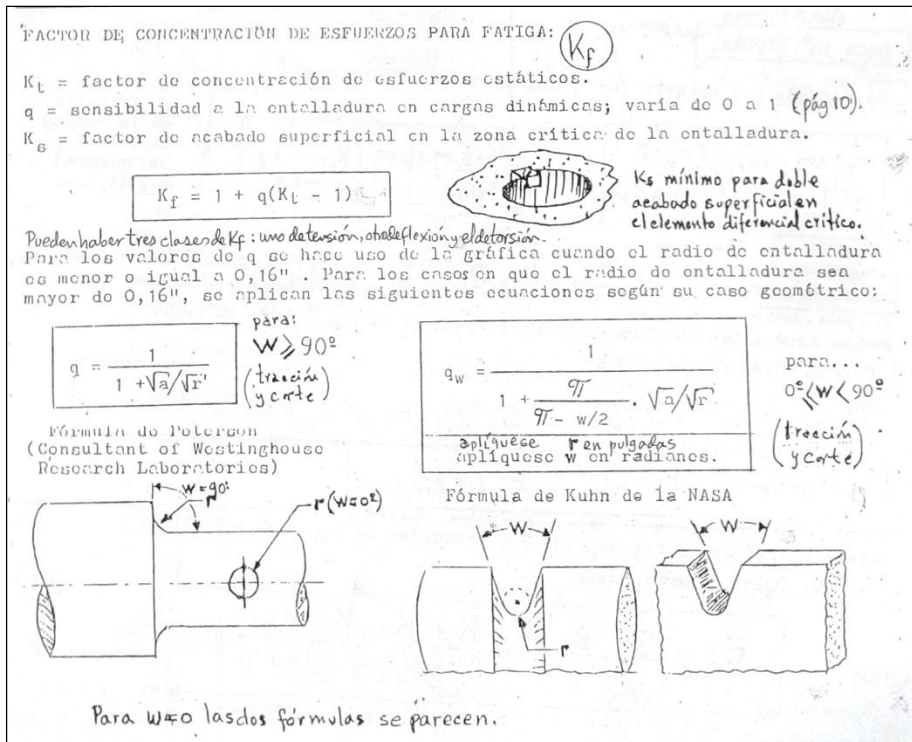 FACTOR DE CONCENTRACIÓN DE ESFUERZOS PARA FATIGA: Kf
Kt = factor de concentración de esfuerzos estáticos.
q = sensibilidad a la entalladura en cargas dinámicas; varía de 0 a 1 (pág 10).
Ks = factor de acabado superficial en la zona crítica de la entalladura.
Kf = 1 + q(Kt - 1)
Ks mínimo para doble
acabado superficial en
el elemento diferencial crítico.
Pueden haber tres clases de Kf: uno de tensión, otro de flexión y el de torsión.
Para los valores de q se hace uso de la gráfica cuando el radio de entalladura
es menor o igual a 0,16". Para los casos en que el radio de entalladura sea
mayor de 0,16", se aplican las siguientes ecuaciones según su caso geométrico:
q = 1 / (1 + √a/√r)
para:
W ≥ 90º
(tracción
y corte)
qw = 1 / (1 + π/(π - w/2) . √a/√r)
aplíquese r en pulgadas
aplíquese w en radianes.
para
0º ≤ W < 90º
(tracción
y corte)
Fórmula de Peterson
(Consultant of Westinghouse
Research Laboratories)
Fórmula de Kuhn de la NASA
W=90º
r
r (W=0º)
W
r
W
Para W=0 las dos fórmulas se parecen.